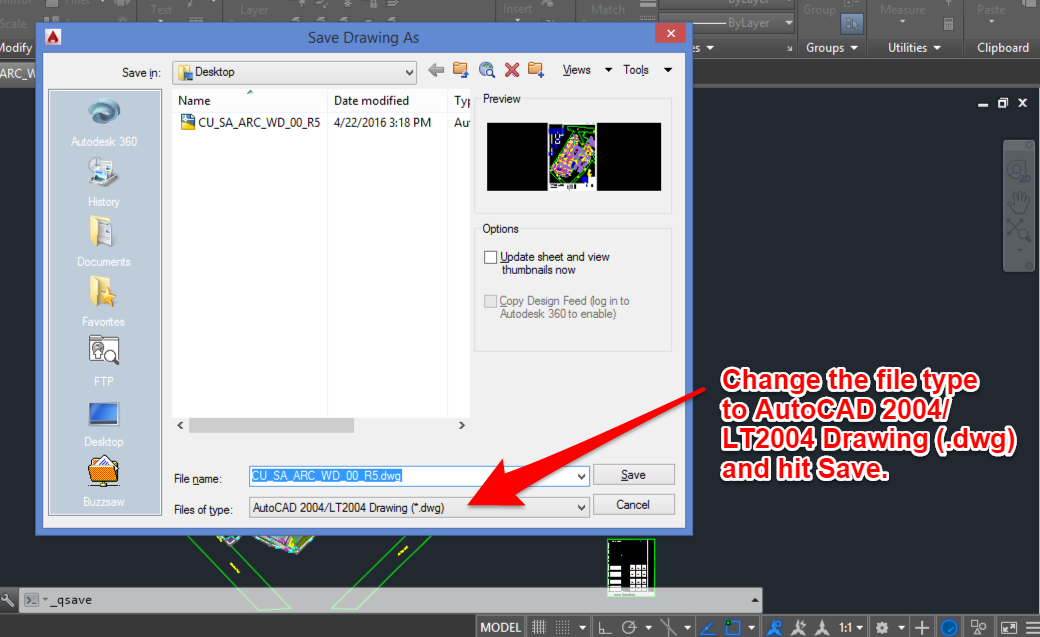 Mirror Fillet Text Layer Insert Match ByLayer Group Measure Paste
Scale ByLayer
Modify Groups Utilities Clipboard
ARC_W
Save Drawing As
Save in: Desktop Views Tools
Autodesk 360
History
Documents
Favorites
FTP
Desktop
Buzzsaw
Name Date modified Typ
CU_SA_ARC_WD_00_R5 4/22/2016 3:18 PM Aut
Preview
Options
Update sheet and view
thumbnails now
Copy Design Feed (log in to
Autodesk 360 to enable)
File name: CU_SA_ARC_WD_00_R5.dwg Save
Files of type: AutoCAD 2004/LT2004 Drawing (*.dwg) Cancel
Change the file type
to AutoCAD 2004/
LT2004 Drawing (.dwg)
and hit Save.
2D
_qsave
MODEL 1:1